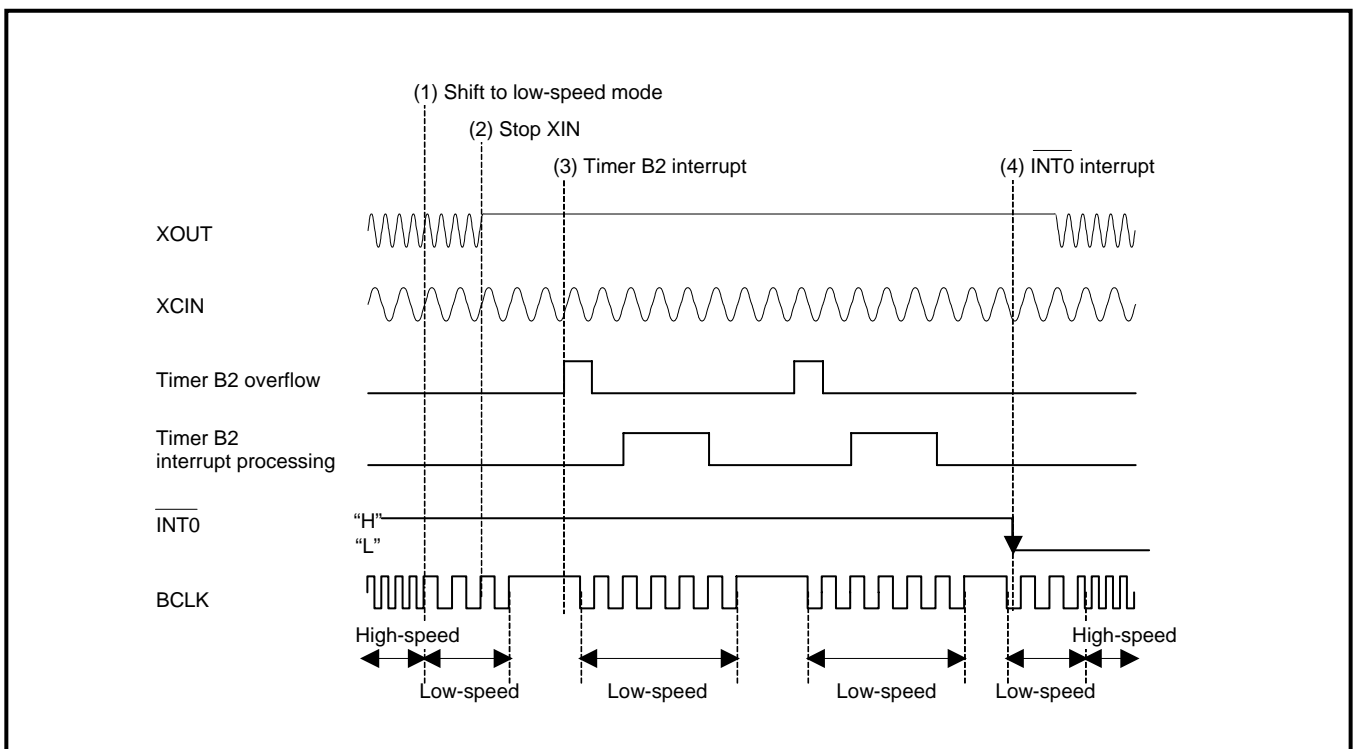 (1) Shift to low-speed mode
(2) Stop XIN
(3) Timer B2 interrupt
(4) INT0 interrupt
XOUT
XCIN
Timer B2 overflow
Timer B2
interrupt processing
INT0
“H”
“L”
BCLK
High-speed
High-speed
Low-speed
Low-speed
Low-speed
Low-speed